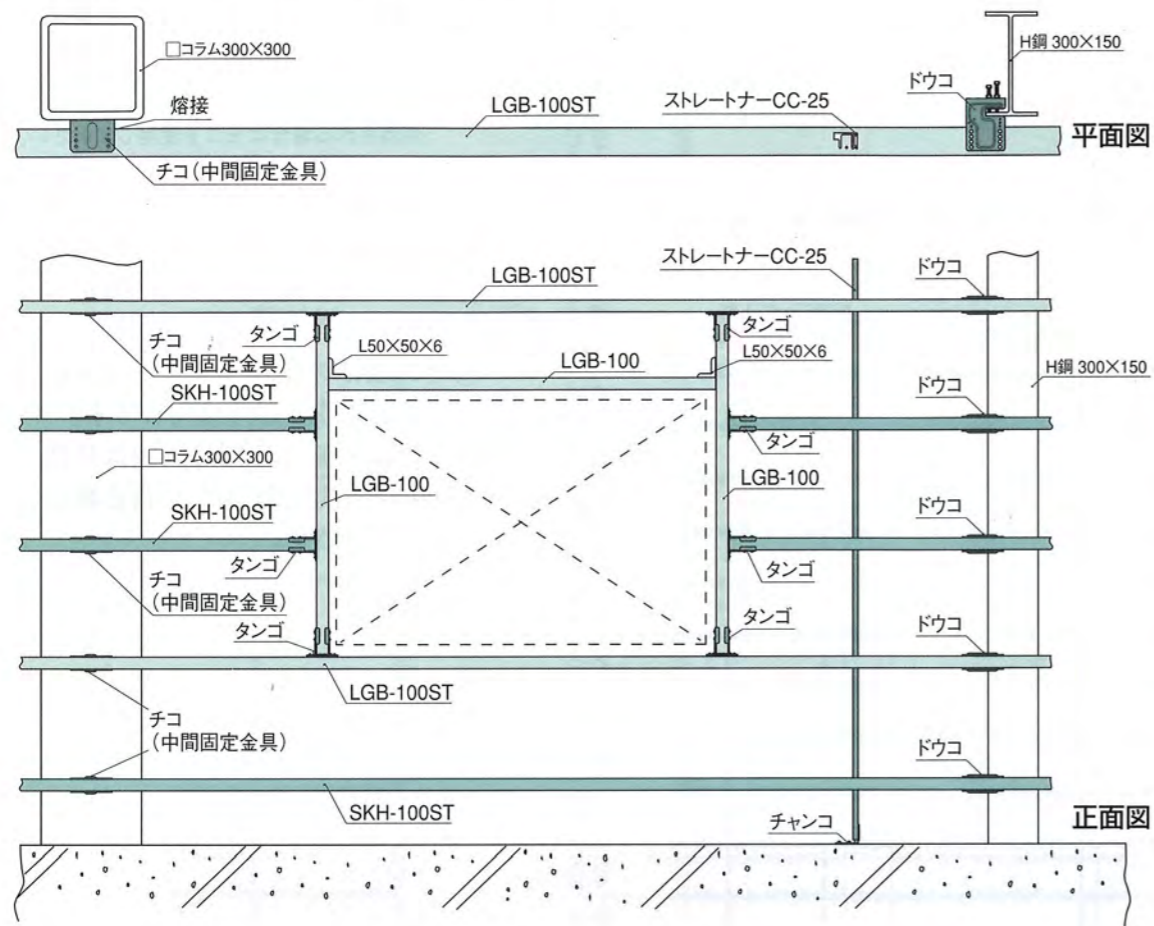 □コラム300×300
H鋼 300×150
ドウコ
熔接
LGB-100ST
ストレートナーCC-25
平面図
チコ(中間固定金具)
ストレートナーCC-25
LGB-100ST
ドウコ
チコ
(中間固定金具)
タンゴ
タンゴ
L50×50×6
LGB-100
L50×50×6
H鋼 300×150
SKH-100ST
ドウコ
タンゴ
□コラム300×300
LGB-100
LGB-100
SKH-100ST
ドウコ
チコ
(中間固定金具)
タンゴ
タンゴ
タンゴ
タンゴ
ドウコ
LGB-100ST
チコ
(中間固定金具)
ドウコ
SKH-100ST
チャンコ
正面図